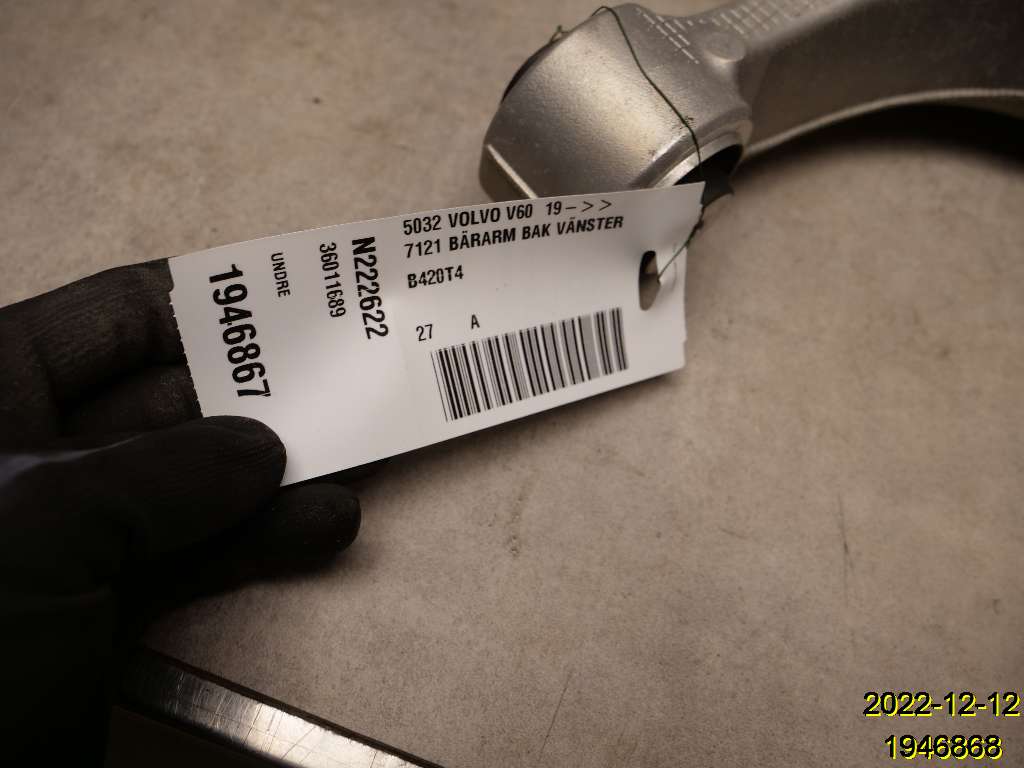 5032 VOLVO V60 19->>
7121 BÄRARM BAK VÄNSTER
B420T4
27 A
N222622
36011689
UNDRE
1946867
2022-12-12
1946868